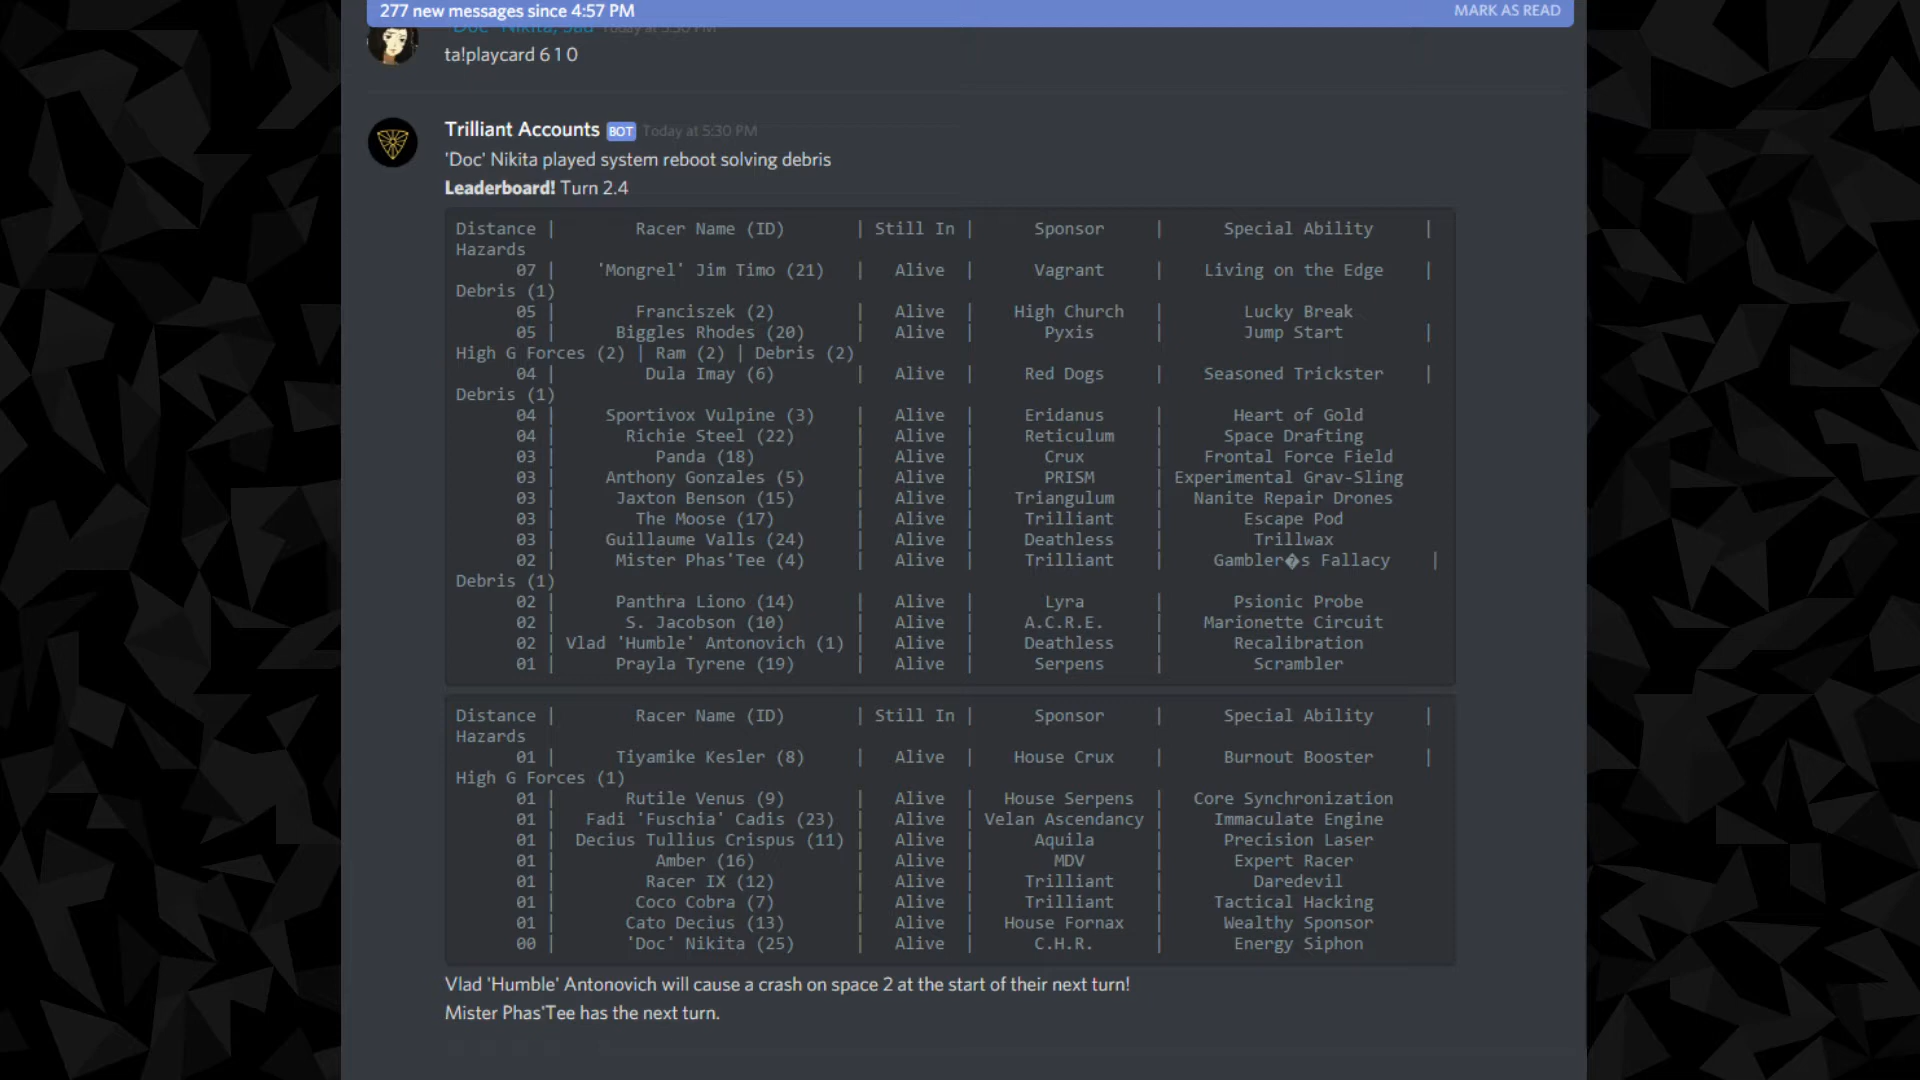 277 new messages since 4:57 PM MARK AS READ
"Doc" Nikita, Sad Today at 5:30 PM
ta!playcard 6 1 0
Trilliant Accounts BOT Today at 5:30 PM
'Doc' Nikita played system reboot solving debris
Leaderboard! Turn 2.4
Distance | Racer Name (ID) | Still In | Sponsor | Special Ability |
Hazards
07 | 'Mongrel' Jim Timo (21) | Alive | Vagrant | Living on the Edge |
Debris (1)
05 | Franciszek (2) | Alive | High Church | Lucky Break
05 | Biggles Rhodes (20) | Alive | Pyxis | Jump Start |
High G Forces (2) | Ram (2) | Debris (2)
04 | Dula Imay (6) | Alive | Red Dogs | Seasoned Trickster |
Debris (1)
04 | Sportivox Vulpine (3) | Alive | Eridanus | Heart of Gold
04 | Richie Steel (22) | Alive | Reticulum | Space Drafting
03 | Panda (18) | Alive | Crux | Frontal Force Field
03 | Anthony Gonzales (5) | Alive | PRISM | Experimental Grav-Sling
03 | Jaxton Benson (15) | Alive | Triangulum | Nanite Repair Drones
03 | The Moose (17) | Alive | Trilliant | Escape Pod
03 | Guillaume Valls (24) | Alive | Deathless | Trillwax
02 | Mister Phas'Tee (4) | Alive | Trilliant | Gambler�s Fallacy |
Debris (1)
02 | Panthra Liono (14) | Alive | Lyra | Psionic Probe
02 | S. Jacobson (10) | Alive | A.C.R.E. | Marionette Circuit
02 | Vlad 'Humble' Antonovich (1) | Alive | Deathless | Recalibration
01 | Prayla Tyrene (19) | Alive | Serpens | Scrambler
Distance | Racer Name (ID) | Still In | Sponsor | Special Ability |
Hazards
01 | Tiyamike Kesler (8) | Alive | House Crux | Burnout Booster |
High G Forces (1)
01 | Rutile Venus (9) | Alive | House Serpens | Core Synchronization
01 | Fadi 'Fuschia' Cadis (23) | Alive | Velan Ascendancy | Immaculate Engine
01 | Decius Tullius Crispus (11) | Alive | Aquila | Precision Laser
01 | Amber (16) | Alive | MDV | Expert Racer
01 | Racer IX (12) | Alive | Trilliant | Daredevil
01 | Coco Cobra (7) | Alive | Trilliant | Tactical Hacking
01 | Cato Decius (13) | Alive | House Fornax | Wealthy Sponsor
00 | 'Doc' Nikita (25) | Alive | C.H.R. | Energy Siphon
Vlad 'Humble' Antonovich will cause a crash on space 2 at the start of their next turn!
Mister Phas'Tee has the next turn.